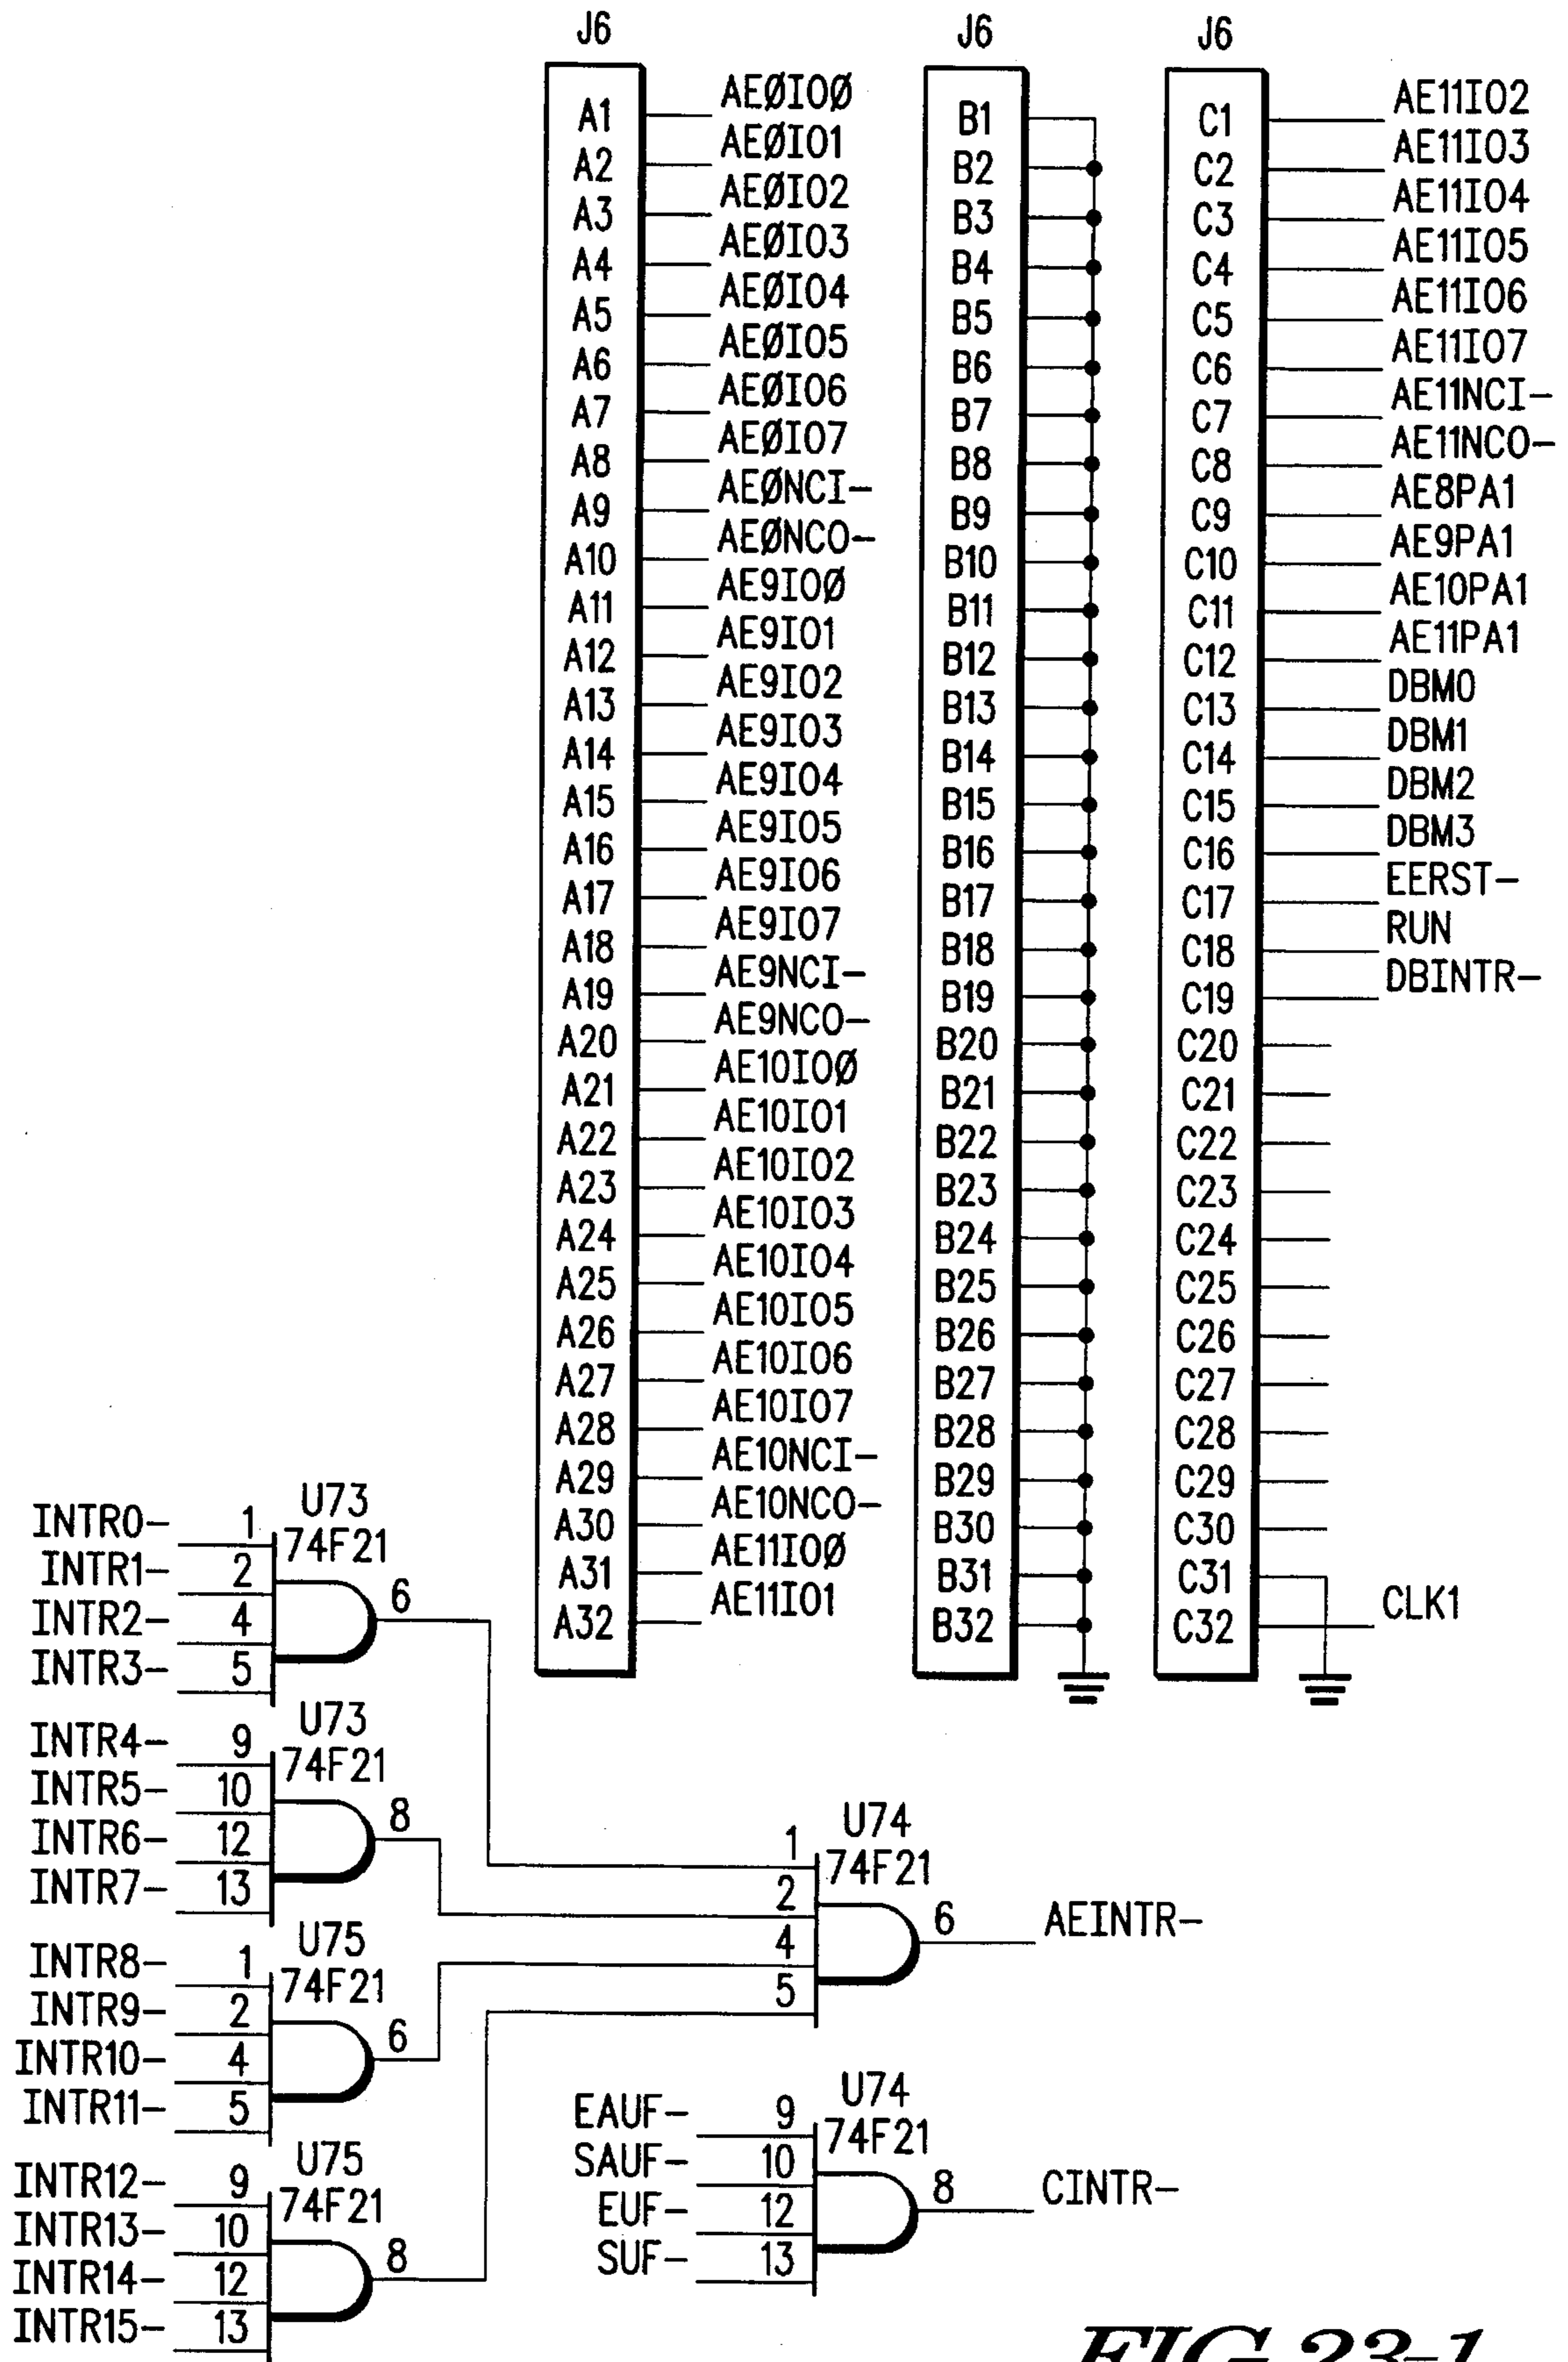 J6
A1 AEØIOØ
A2 AEØIO1
A3 AEØIO2
A4 AEØIO3
A5 AEØIO4
A6 AEØIO5
A7 AEØIO6
A8 AEØIO7
A9 AEØNCI-
A10 AEØNCO-
A11 AE9IOØ
A12 AE9IO1
A13 AE9IO2
A14 AE9IO3
A15 AE9IO4
A16 AE9IO5
A17 AE9IO6
A18 AE9IO7
A19 AE9NCI-
A20 AE9NCO-
A21 AE10IOØ
A22 AE10IO1
A23 AE10IO2
A24 AE10IO3
A25 AE10IO4
A26 AE10IO5
A27 AE10IO6
A28 AE10IO7
A29 AE10NCI-
A30 AE10NCO-
A31 AE11IOØ
A32 AE11IO1
J6
B1
B2
B3
B4
B5
B6
B7
B8
B9
B10
B11
B12
B13
B14
B15
B16
B17
B18
B19
B20
B21
B22
B23
B24
B25
B26
B27
B28
B29
B30
B31
B32
J6
C1 AE11IO2
C2 AE11IO3
C3 AE11IO4
C4 AE11IO5
C5 AE11IO6
C6 AE11IO7
C7 AE11NCI-
C8 AE11NCO-
C9 AE8PA1
C10 AE9PA1
C11 AE10PA1
C12 AE11PA1
C13 DBM0
C14 DBM1
C15 DBM2
C16 DBM3
C17 EERST-
C18 RUN
C19 DBINTR-
C20
C21
C22
C23
C24
C25
C26
C27
C28
C29
C30
C31
C32 CLK1
U73
74F21
INTR0- 1
INTR1- 2
INTR2- 4
INTR3- 5
6
U73
74F21
INTR4- 9
INTR5- 10
INTR6- 12
INTR7- 13
8
U75
74F21
INTR8- 1
INTR9- 2
INTR10- 4
INTR11- 5
6
U75
74F21
INTR12- 9
INTR13- 10
INTR14- 12
INTR15- 13
8
U74
74F21
1
2
4
5
6 AEINTR-
U74
74F21
EAUF- 9
SAUF- 10
EUF- 12
SUF- 13
8 CINTR-
FIG.23-1